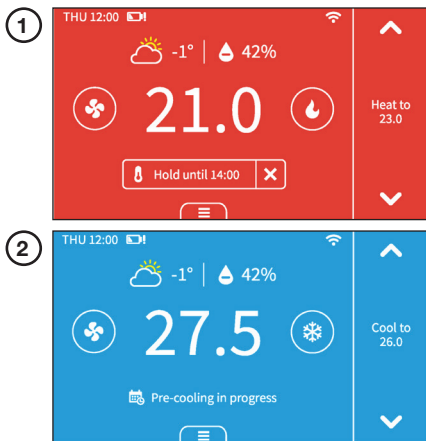 1
THU 12:00
-1° 42%
21.0
Heat to
23.0
Hold until 14:00
2
THU 12:00
-1° 42%
27.5
Cool to
26.0
Pre-cooling in progress